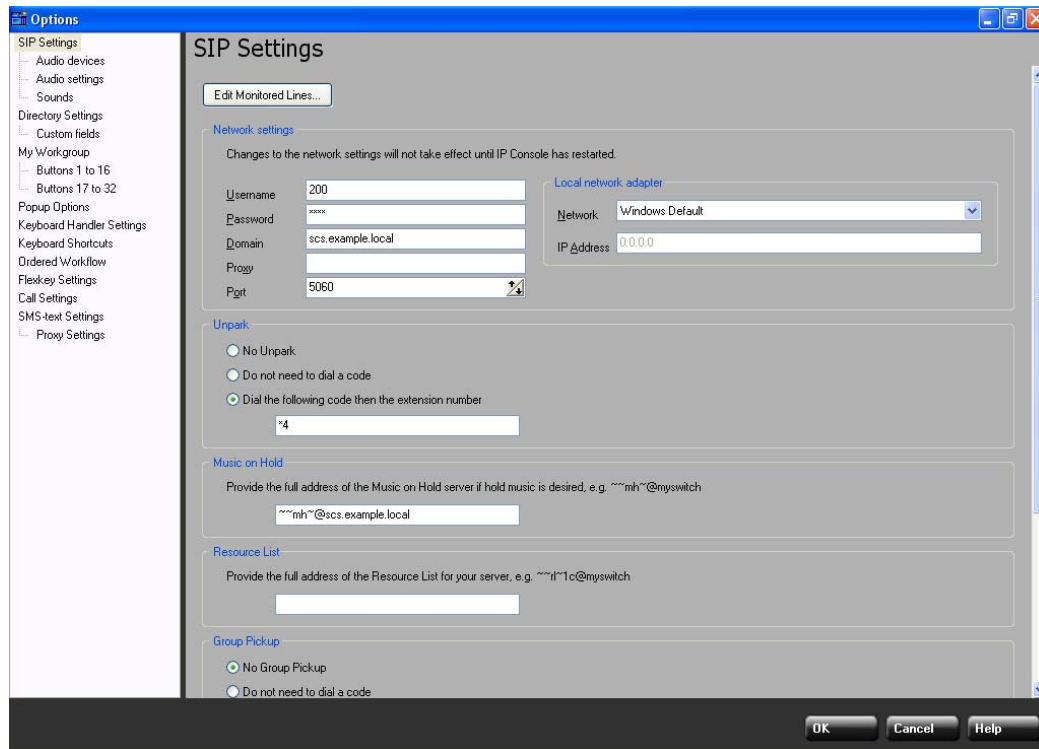 Options
SIP Settings
Audio devices
Audio settings
Sounds
Directory Settings
Custom fields
My Workgroup
Buttons 1 to 16
Buttons 17 to 32
Popup Options
Keyboard Handler Settings
Keyboard Shortcuts
Ordered Workflow
Flexkey Settings
Call Settings
SMS-text Settings
Proxy Settings
SIP Settings
Edit Monitored Lines...
Network settings
Changes to the network settings will not take effect until IP Console has restarted.
Username 200
Password ××××
Domain scs.example.local
Proxy
Port 5060
Local network adapter
Network Windows Default
IP Address 0.0.0.0
Unpark
No Unpark
Do not need to dial a code
Dial the following code then the extension number
*4
Music on Hold
Provide the full address of the Music on Hold server if hold music is desired, e.g. ~~mh~@myswitch
~~mh~@scs.example.local
Resource List
Provide the full address of the Resource List for your server, e.g. ~~rl~1c@myswitch
Group Pickup
No Group Pickup
Do not need to dial a code
OK Cancel Help